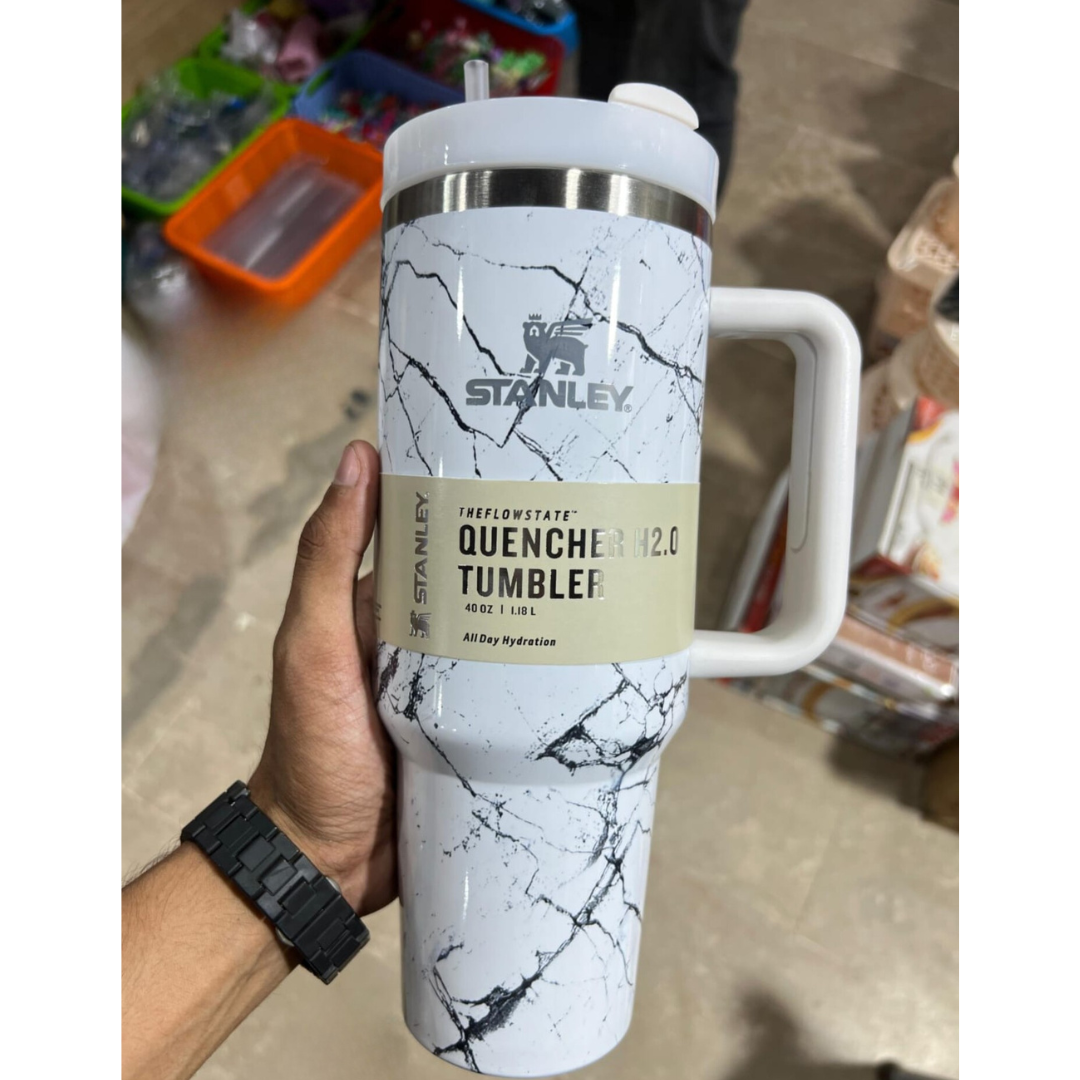 STANLEY®
THEFLOWSTATE™
QUENCHER H2.0
TUMBLER
40 OZ | 1.18 L
All Day Hydration
STANLEY